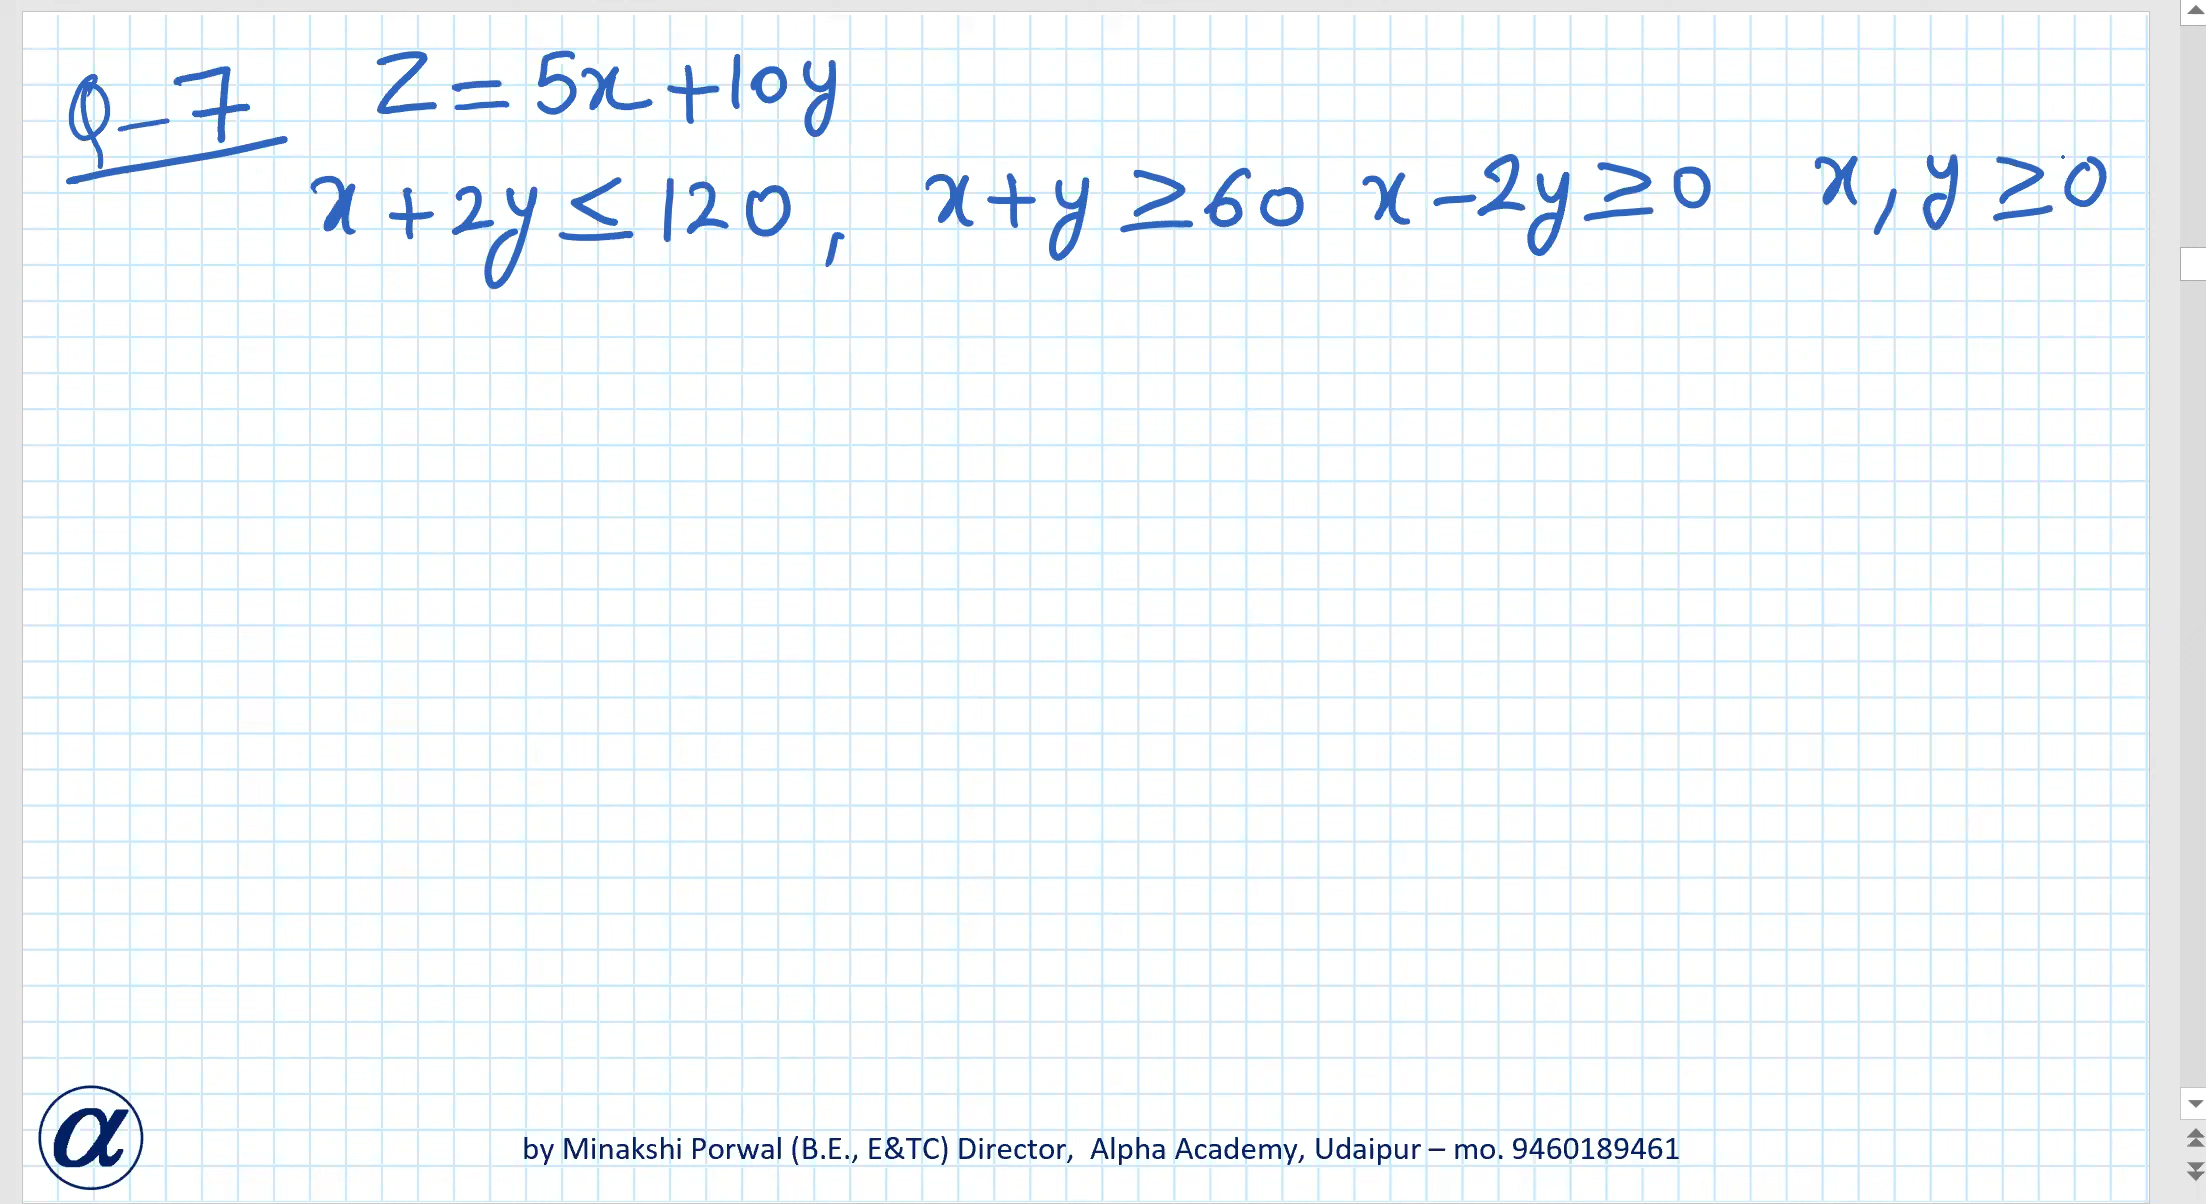 Q-7 Z = 5x + 10y
x + 2y ≤ 120, x + y ≥ 60 x - 2y ≥ 0 x, y ≥ 0
α
by Minakshi Porwal (B.E., E&TC) Director, Alpha Academy, Udaipur – mo. 9460189461